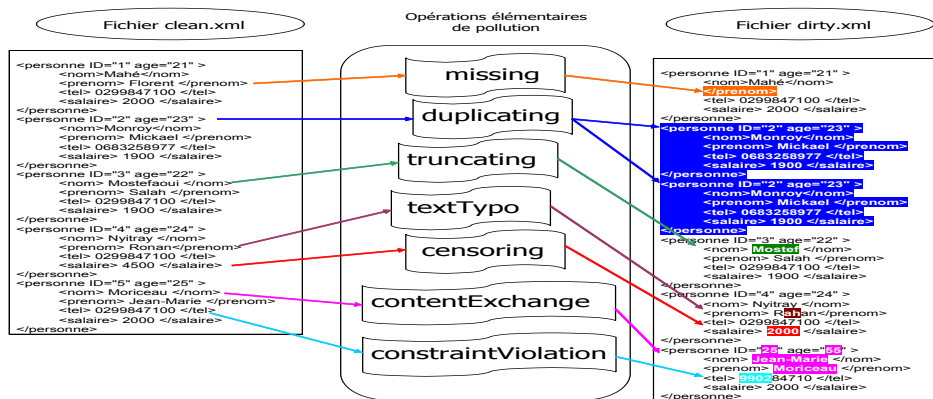 Fichier clean.xml
Opérations élémentaires
de pollution
Fichier dirty.xml
<personne ID="1" age="21" >
<nom>Mahé</nom>
<prenom> Florent </prenom>
<tel> 0299847100 </tel>
<salaire> 2000 </salaire>
</personne>
<personne ID="2" age="23" >
<nom>Monroy</nom>
<prenom> Mickael </prenom>
<tel> 0683258977 </tel>
<salaire> 1900 </salaire>
</personne>
<personne ID="3" age="22" >
<nom> Mostefaoui </nom>
<prenom> Salah </prenom>
<tel> 0299847100 </tel>
<salaire> 1900 </salaire>
</personne>
<personne ID="4" age="24" >
<nom> Nyitray </nom>
<prenom> Ronan</prenom>
<tel> 0299847100 </tel>
<salaire> 4500 </salaire>
</personne>
<personne ID="5" age="25" >
<nom> Moriceau </nom>
<prenom> Jean-Marie </prenom>
<tel> 0299847100 </tel>
<salaire> 2000 </salaire>
</personne>
missing
duplicating
truncating
textTypo
censoring
contentExchange
constraintViolation
<personne ID="1" age="21" >
<nom>Mahé</nom>
</prenom>
<tel> 0299847100 </tel>
<salaire> 2000 </salaire>
</personne>
<personne ID="2" age="23" >
<nom>Monroy</nom>
<prenom> Mickael </prenom>
<tel> 0683258977 </tel>
<salaire> 1900 </salaire>
</personne>
<personne ID="2" age="23" >
<nom>Monroy</nom>
<prenom> Mickael </prenom>
<tel> 0683258977 </tel>
<salaire> 1900 </salaire>
</personne>
<personne ID="3" age="22" >
<nom> Mostef </nom>
<prenom> Salah </prenom>
<tel> 0299847100 </tel>
<salaire> 1900 </salaire>
</personne>
<personne ID="4" age="24" >
<nom> Nyitray </nom>
<prenom> Rahan</prenom>
<tel> 0299847100 </tel>
<salaire> 2000 </salaire>
</personne>
<personne ID="25" age="55" >
<nom> Jean-Marie </nom>
<prenom> Moriceau </prenom>
<tel> 990284710 </tel>
<salaire> 2000 </salaire>
</personne>